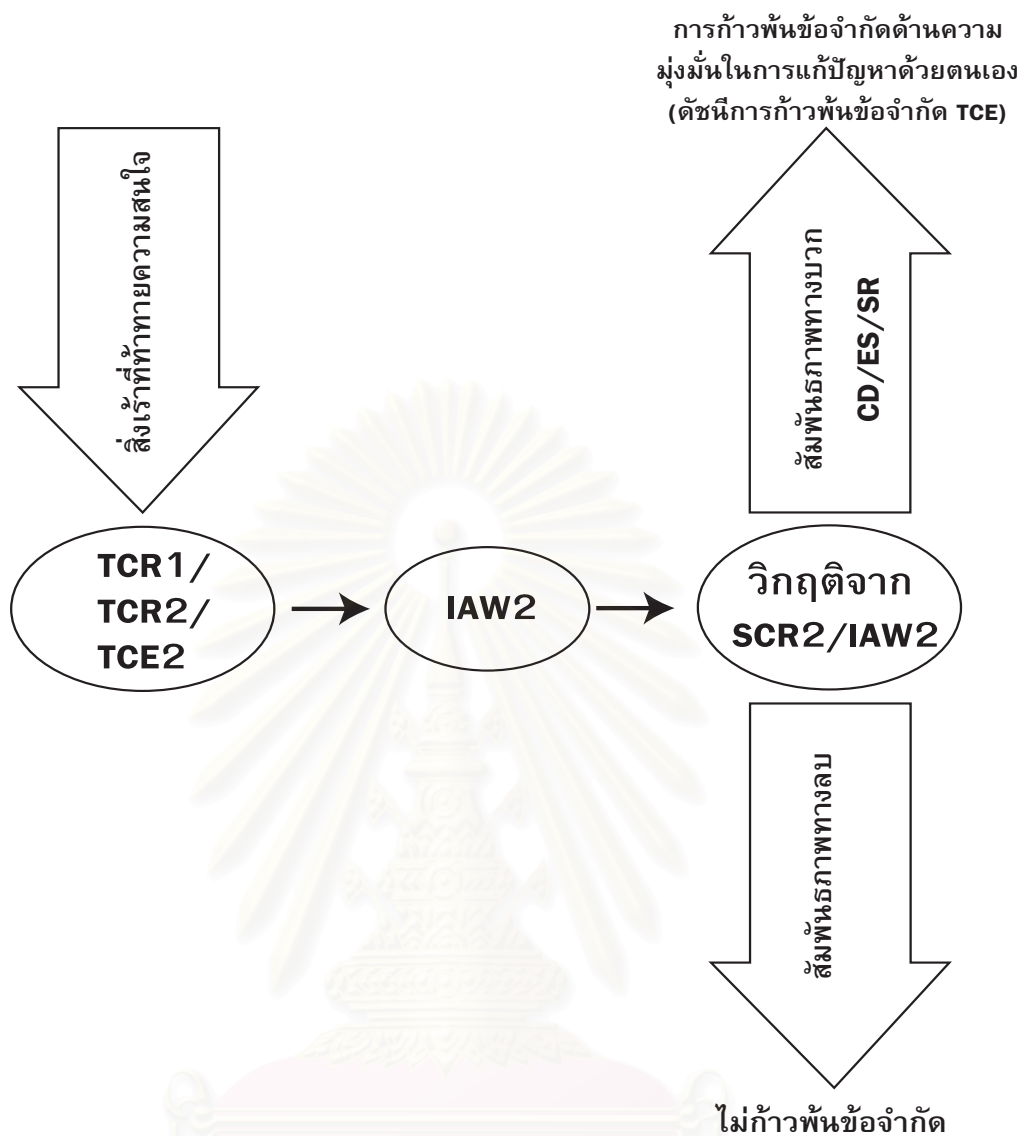 การก้าวพ้นข้อจำกัดด้านความ
มุ่งมั่นในการแก้ปัญหาด้วยตนเอง
(ดัชนีการก้าวพ้นข้อจำกัด TCE)
สิ่งเร้าที่ท้าทายความสนใจ
สัมพันธภาพทางบวก
CD/ES/SR
TCR1/
TCR2/
TCE2
IAW2
วิกฤติจาก
SCR2/IAW2
สัมพันธภาพทางลบ
ไม่ก้าวพ้นข้อจำกัด